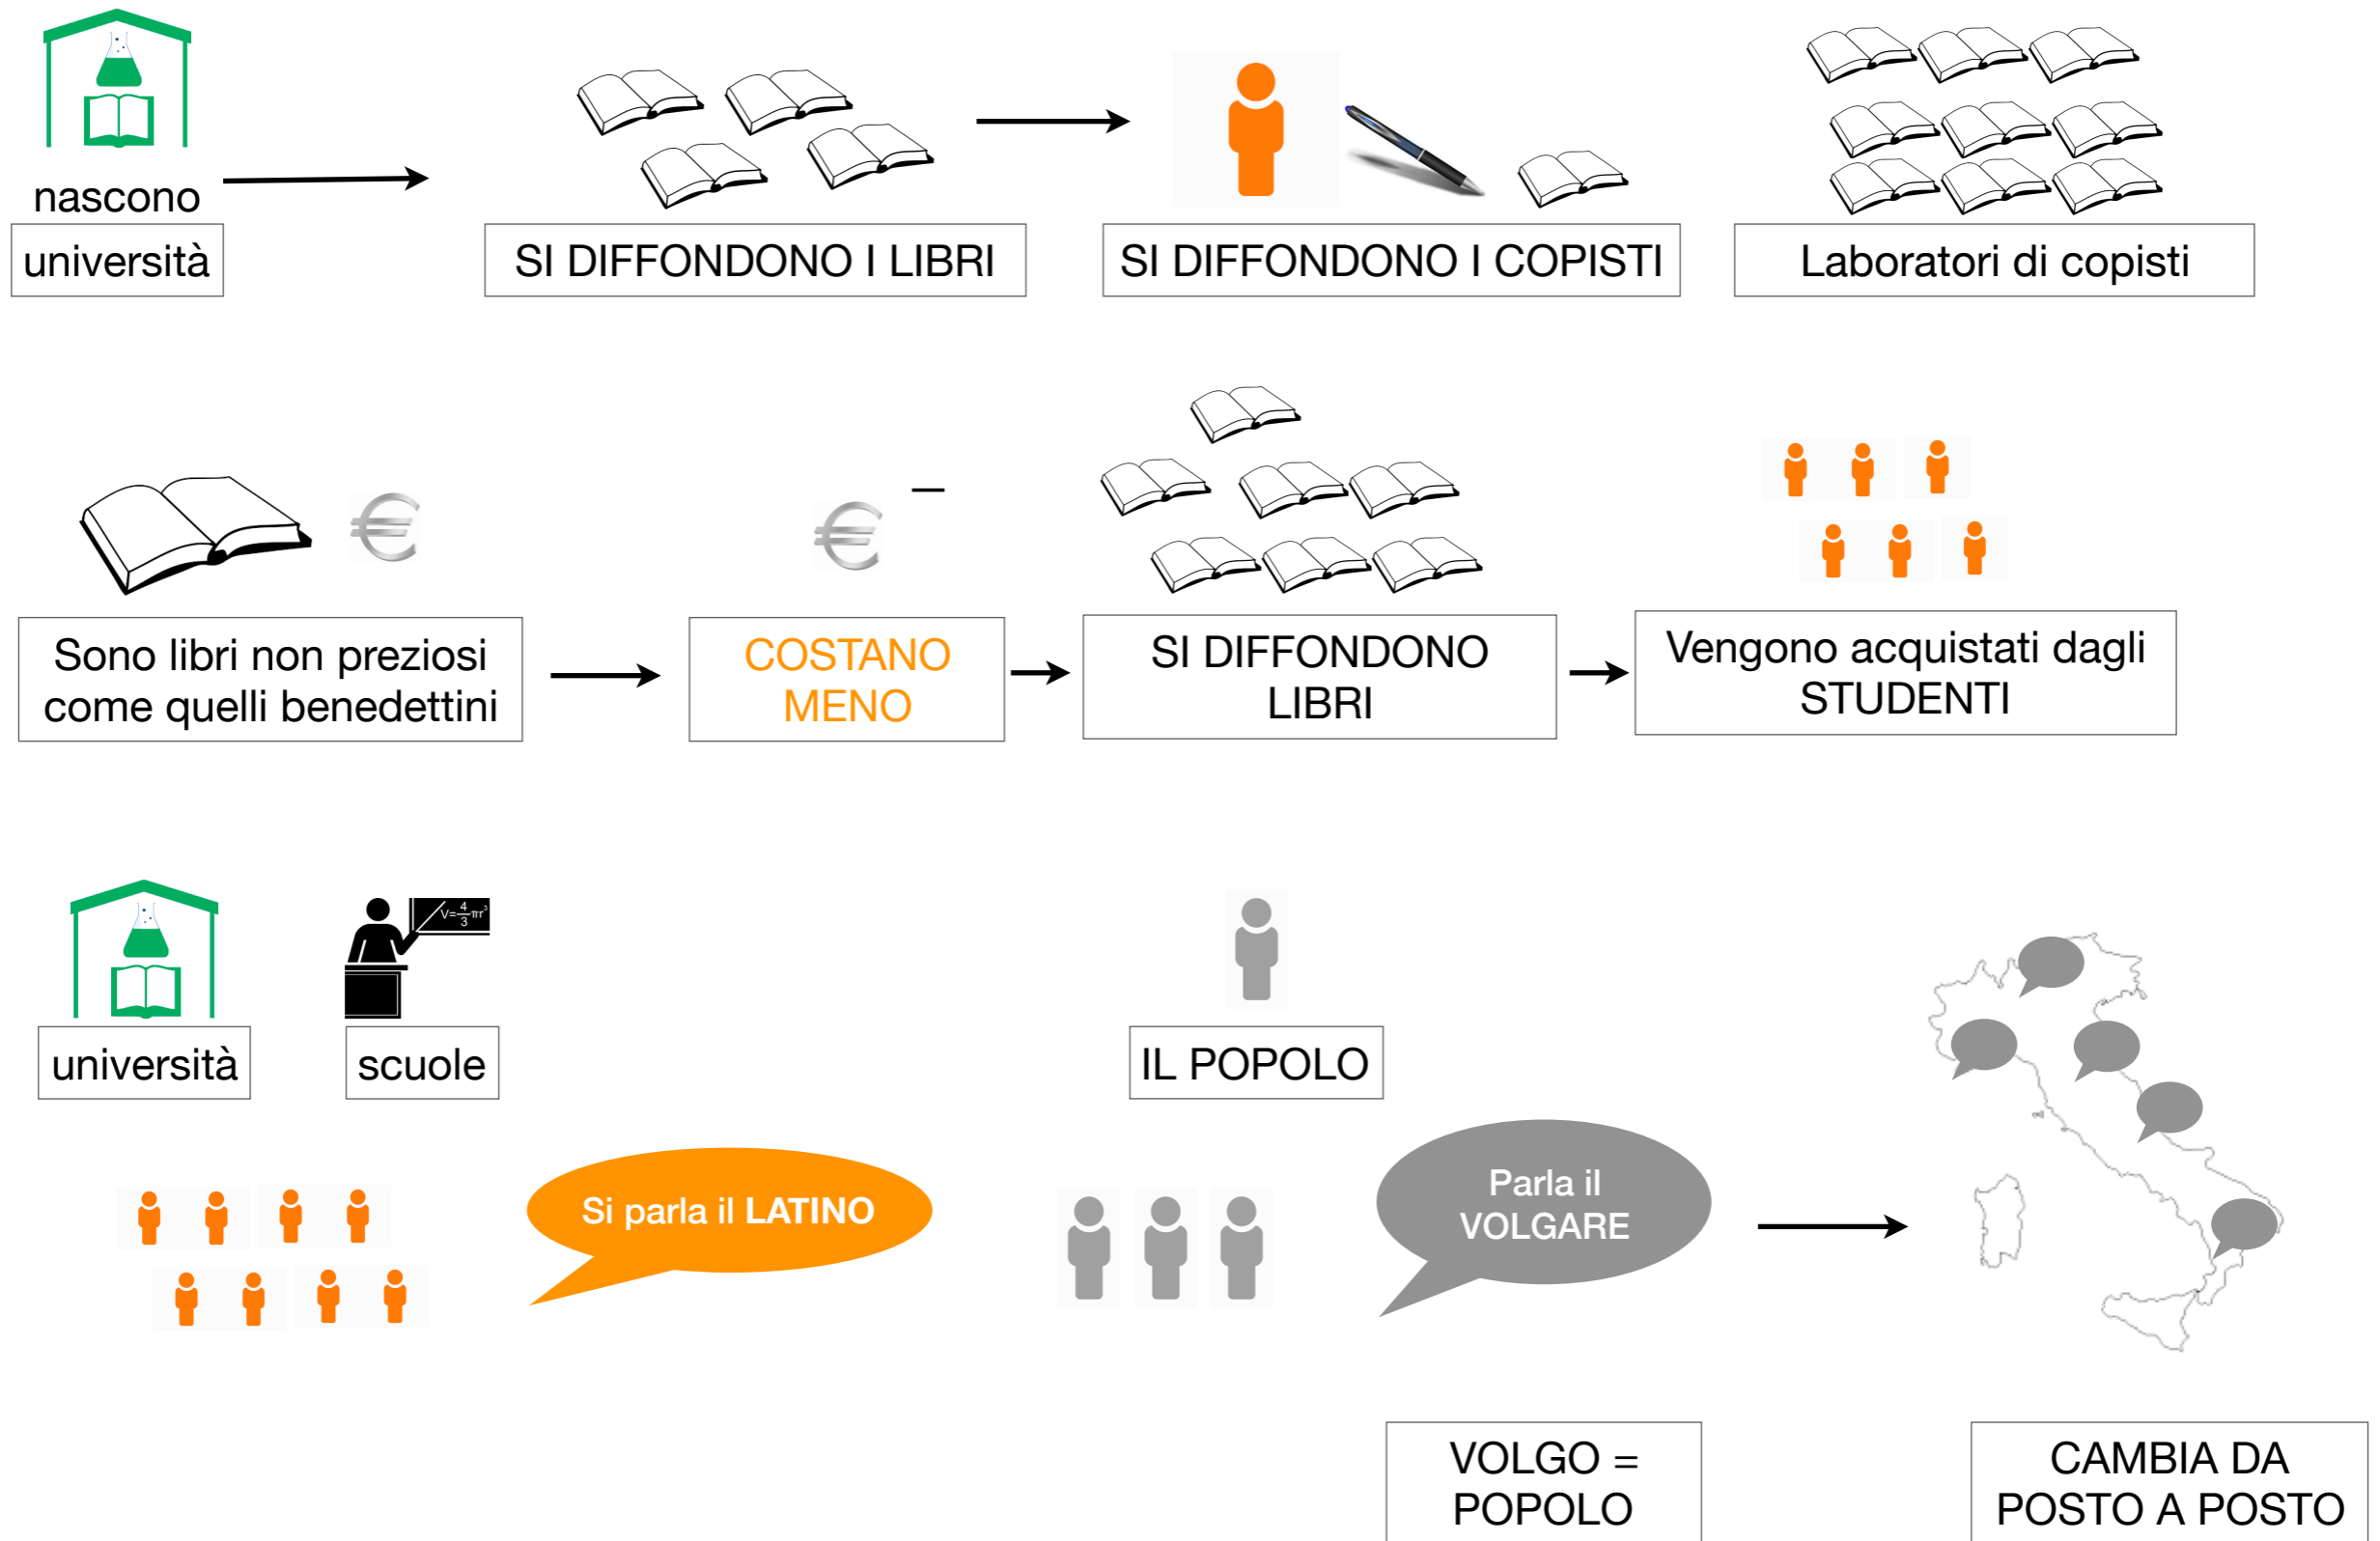 nascono
università
SI DIFFONDONO I LIBRI
SI DIFFONDONO I COPISTI
Laboratori di copisti
Sono libri non preziosi
come quelli benedettini
COSTANO
MENO
SI DIFFONDONO
LIBRI
Vengono acquistati dagli
STUDENTI
università
V=4/3πr³
scuole
IL POPOLO
Si parla il LATINO
Parla il
VOLGARE
VOLGO =
POPOLO
CAMBIA DA
POSTO A POSTO